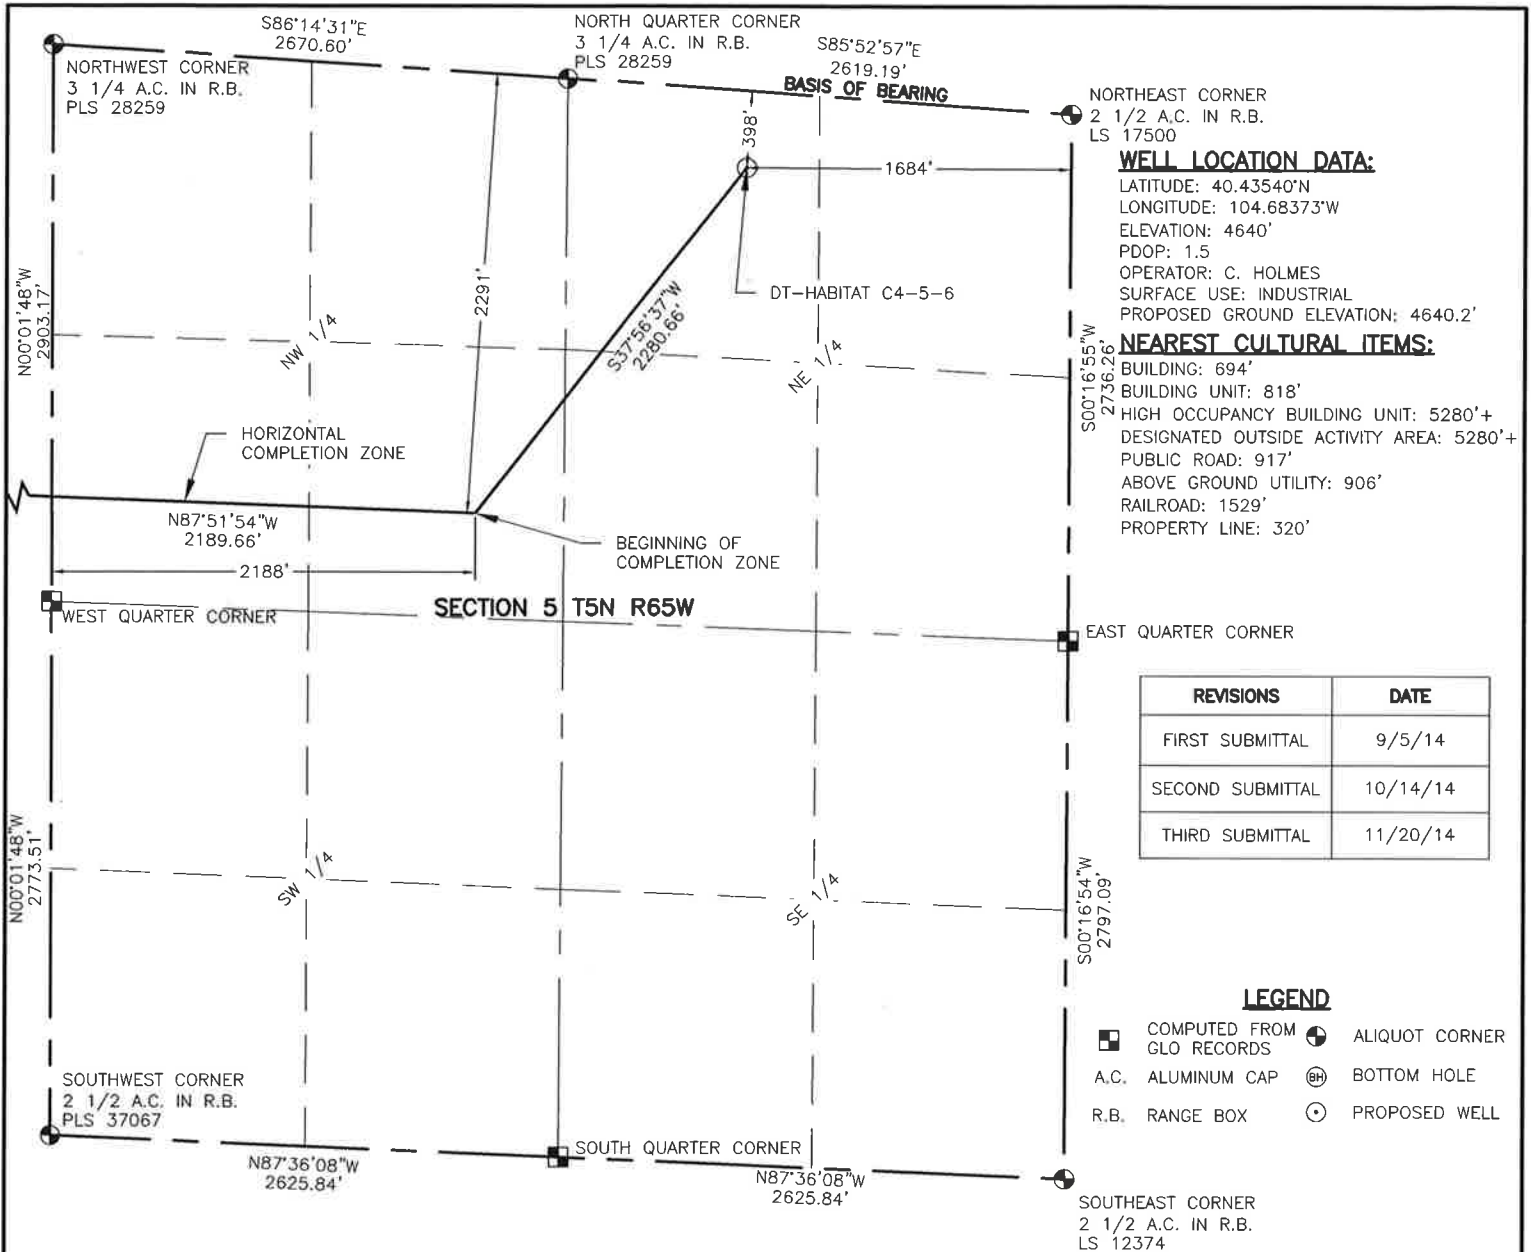 S86°14'31"E
2670.60'
NORTH QUARTER CORNER
3 1/4 A.C. IN R.B.
PLS 28259
S85°52'57"E
2619.19'
BASIS OF BEARING
NORTHWEST CORNER
3 1/4 A.C. IN R.B.
PLS 28259
NORTHEAST CORNER
2 1/2 A.C. IN R.B.
LS 17500
398'
1684'
WELL LOCATION DATA:
LATITUDE: 40.43540°N
LONGITUDE: 104.68373°W
ELEVATION: 4640'
PDOP: 1.5
OPERATOR: C. HOLMES
SURFACE USE: INDUSTRIAL
PROPOSED GROUND ELEVATION: 4640.2'
NEAREST CULTURAL ITEMS:
BUILDING: 694'
BUILDING UNIT: 818'
HIGH OCCUPANCY BUILDING UNIT: 5280'+
DESIGNATED OUTSIDE ACTIVITY AREA: 5280'+
PUBLIC ROAD: 917'
ABOVE GROUND UTILITY: 906'
RAILROAD: 1529'
PROPERTY LINE: 320'
N00°01'48"W
2903.17'
2291'
DT-HABITAT C4-5-6
S37°56'37"W
2280.66'
NW 1/4
NE 1/4
S00°16'55"W
2736.26'
HORIZONTAL
COMPLETION ZONE
N87°51'54"W
2189.66'
BEGINNING OF
COMPLETION ZONE
2188'
SECTION 5 T5N R65W
WEST QUARTER CORNER
EAST QUARTER CORNER
REVISIONS DATE
FIRST SUBMITTAL 9/5/14
SECOND SUBMITTAL 10/14/14
THIRD SUBMITTAL 11/20/14
N00°01'48"W
2773.51'
SW 1/4
SE 1/4
S00°16'54"W
2797.09'
LEGEND
COMPUTED FROM
GLO RECORDS
ALIQUOT CORNER
A.C. ALUMINUM CAP
BH BOTTOM HOLE
R.B. RANGE BOX
PROPOSED WELL
SOUTHWEST CORNER
2 1/2 A.C. IN R.B.
PLS 37067
N87°36'08"W
2625.84'
SOUTH QUARTER CORNER
N87°36'08"W
2625.84'
SOUTHEAST CORNER
2 1/2 A.C. IN R.B.
LS 12374